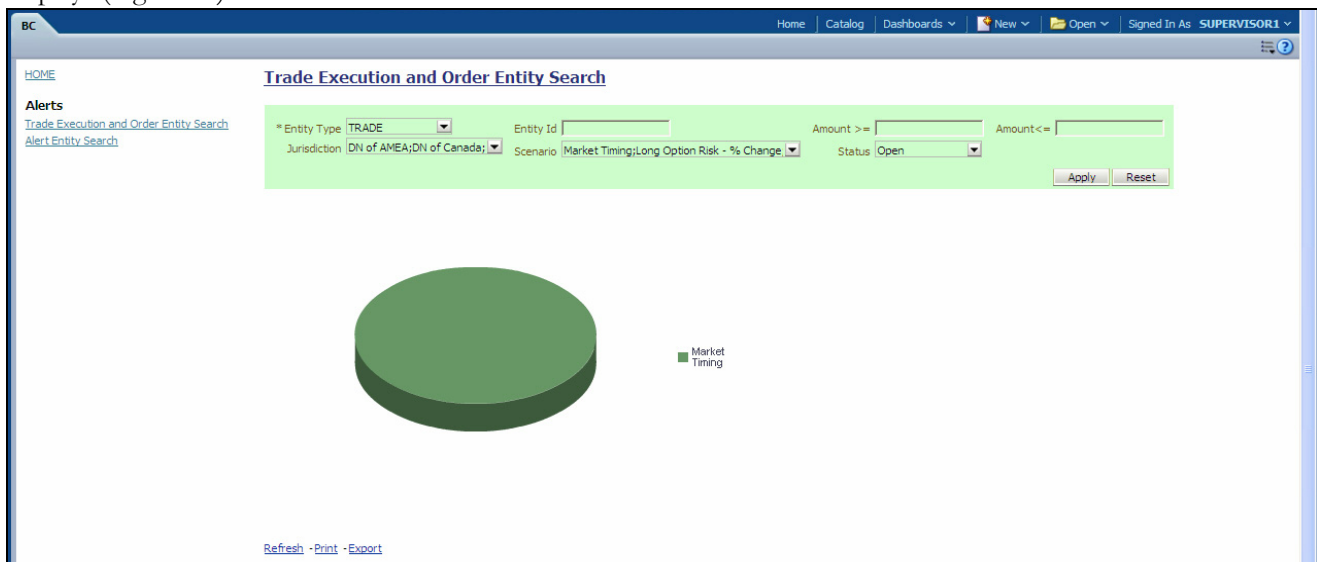 BC
Home Catalog Dashboards New Open Signed In As SUPERVISOR1
HOME
Trade Execution and Order Entity Search
Alerts
Trade Execution and Order Entity Search
Alert Entity Search
* Entity Type TRADE Entity Id Amount >= Amount<=
Jurisdiction DN of AMEA;DN of Canada; Scenario Market Timing;Long Option Risk - % Change Status Open
Apply Reset
Market
Timing
Refresh - Print - Export